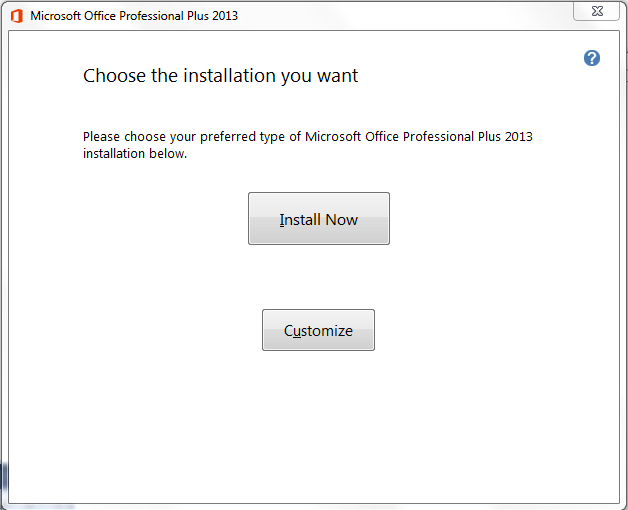 Microsoft Office Professional Plus 2013
Choose the installation you want
Please choose your preferred type of Microsoft Office Professional Plus 2013
installation below.
Install Now
Customize